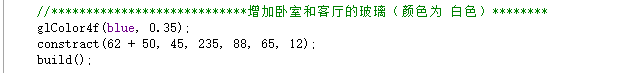 //****************************增加卧室和客厅的玻璃（颜色为 白色）********
glColor4f(blue, 0.35);
constract(62 + 50, 45, 235, 88, 65, 12);
build();